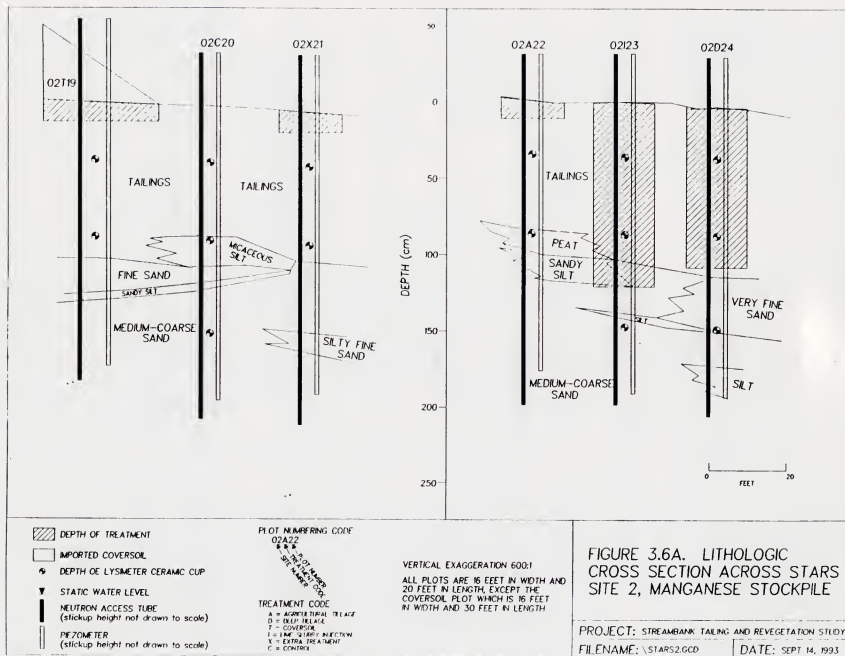 02T19
02C20
02X21
TAILINGS
TAILINGS
MICACEOUS
SILT
FINE SAND
SANDY SILT
MEDIUM-COARSE
SAND
SILTY FINE
SAND
DEPTH (cm)
50
0
50
100
150
200
250
02A22
02I23
02D24
TAILINGS
PEAT
SANDY
SILT
SILT
VERY FINE
SAND
MEDIUM-COARSE
SAND
SILT
0 20
FEET
DEPTH OF TREATMENT
IMPORTED COVERSOIL
DEPTH OF LYSIMETER CERAMIC CUP
STATIC WATER LEVEL
NEUTRON ACCESS TUBE
(stickup height not drawn to scale)
PIEZOMETER
(stickup height not drawn to scale)
PLOT NUMBERING CODE
02A22
PLOT NUMBER
TREATMENT CODE
SITE NUMBER
TREATMENT CODE
A = AGRICULTURAL TILLAGE
D = DEEP TILLAGE
T = COVERSOIL
I = LIME SLURRY INJECTION
X = EXTRA TREATMENT
C = CONTROL
VERTICAL EXAGGERATION 600:1
ALL PLOTS ARE 16 FEET IN WIDTH AND
20 FEET IN LENGTH, EXCEPT THE
COVERSOIL PLOT WHICH IS 16 FEET
IN WIDTH AND 30 FEET IN LENGTH
FIGURE 3.6A. LITHOLOGIC
CROSS SECTION ACROSS STARS
SITE 2, MANGANESE STOCKPILE
PROJECT: STREAMBANK TAILING AND REVEGETATION STUDY
FILENAME: \STARS2.GCD
DATE: SEPT 14, 1993